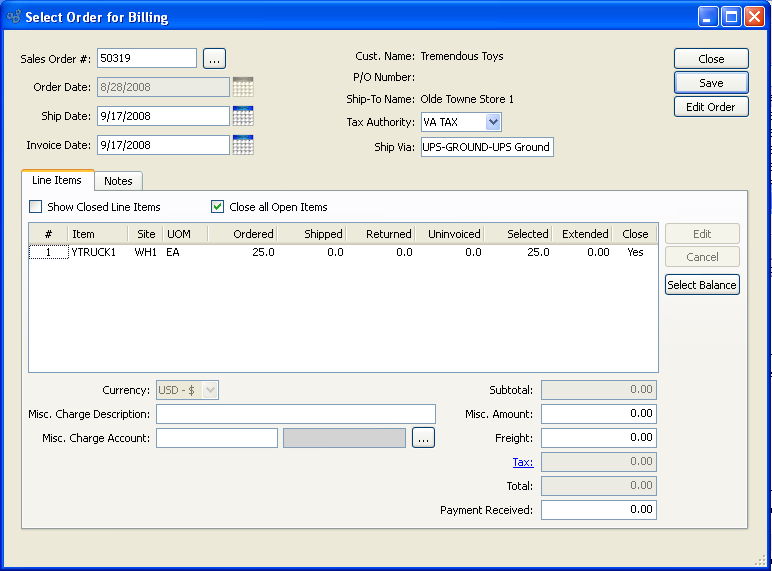 Select Order for Billing
Sales Order #: 50319 ... Cust. Name: Tremendous Toys Close
Order Date: 8/28/2008 P/O Number: Save
Ship Date: 9/17/2008 Ship-To Name: Olde Towne Store 1 Edit Order
Invoice Date: 9/17/2008 Tax Authority: VA TAX
Ship Via: UPS-GROUND-UPS Ground
Line Items Notes
Show Closed Line Items Close all Open Items
# Item Site UOM Ordered Shipped Returned Uninvoiced Selected Extended Close Edit
1 YTRUCK1 WH1 EA 25.0 0.0 0.0 0.0 25.0 0.00 Yes Cancel
Select Balance
Currency: USD - $ Subtotal: 0.00
Misc. Charge Description: Misc. Amount: 0.00
Misc. Charge Account: ... Freight: 0.00
Tax: 0.00
Total: 0.00
Payment Received: 0.00